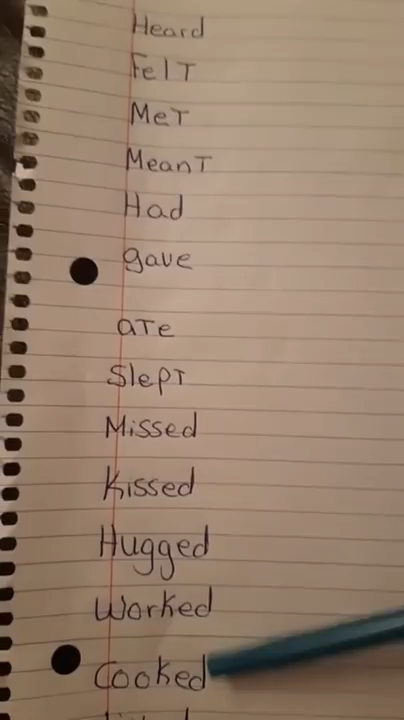 Heard
FelT
MeT
MeanT
Had
gave
aTe
SlepT
Missed
Kissed
Hugged
Worked
Cooked